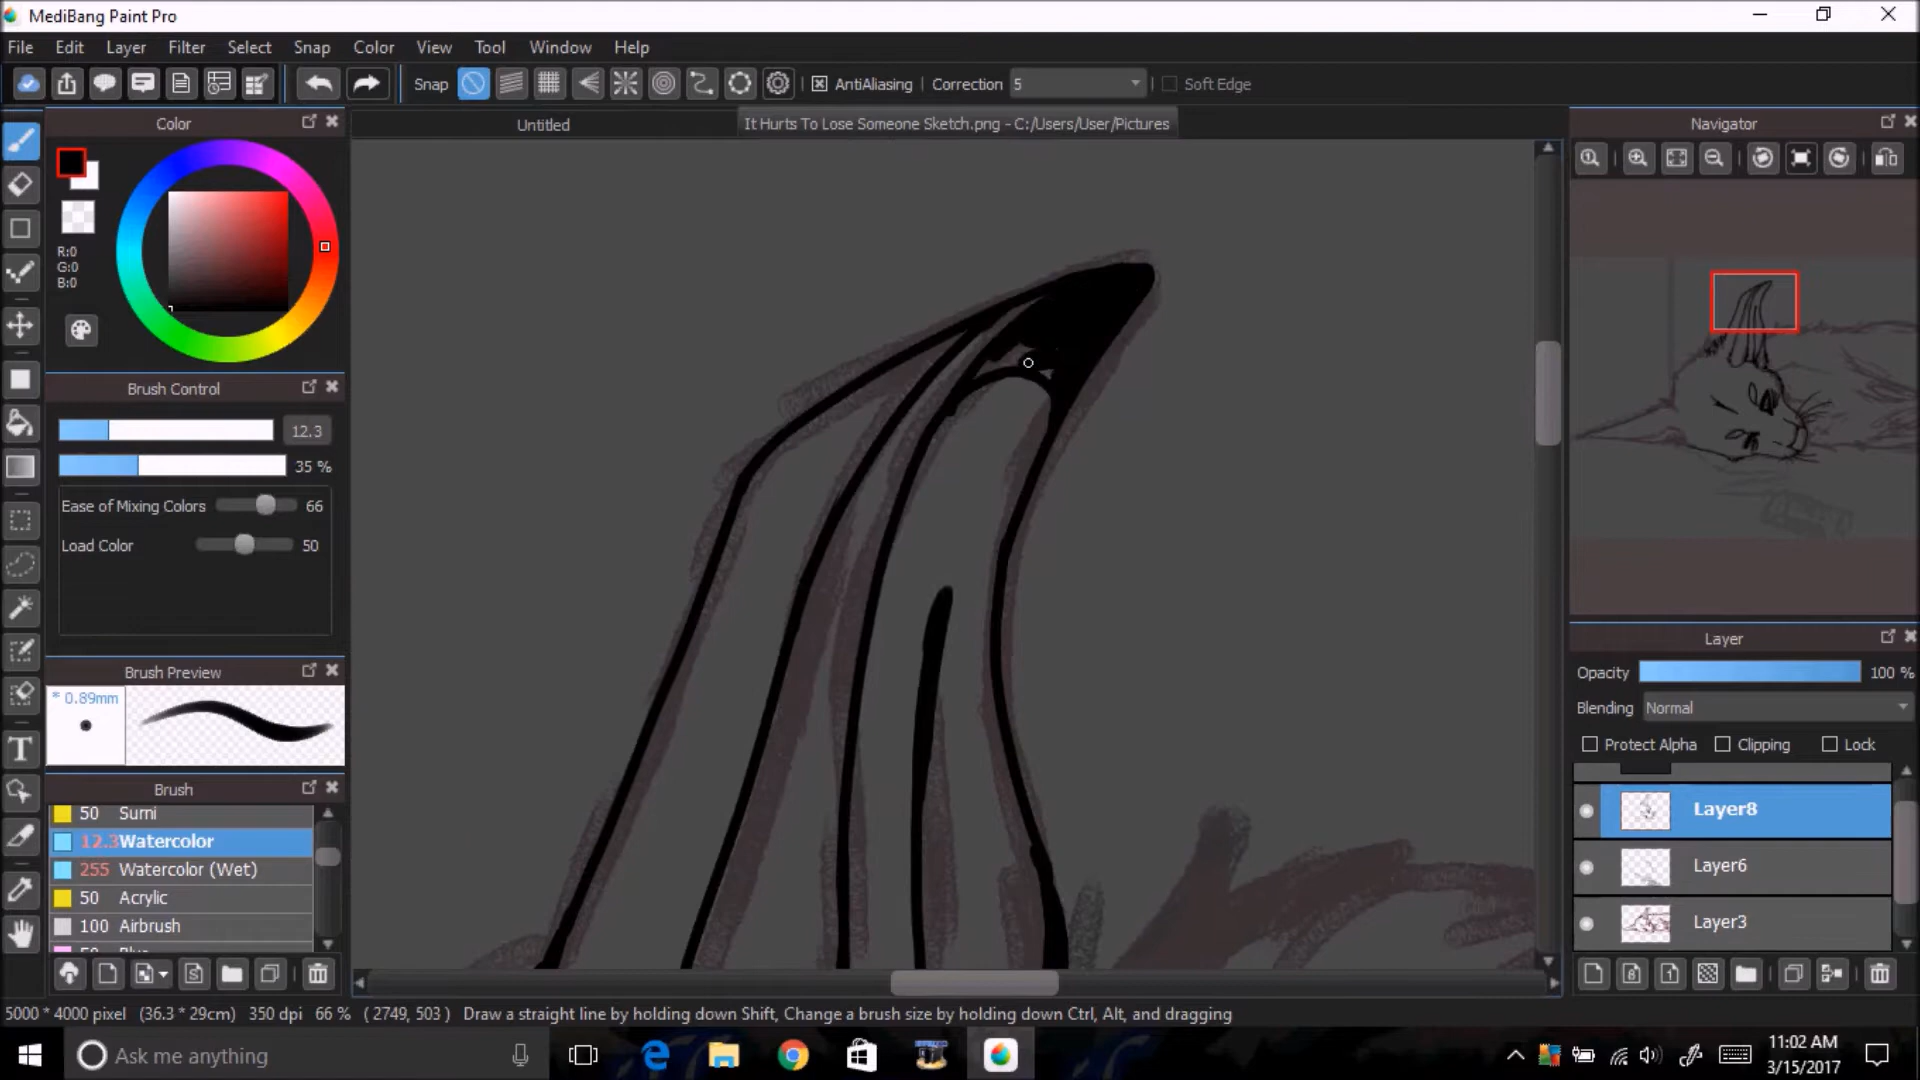 MediBang Paint Pro
File Edit Layer Filter Select Snap Color View Tool Window Help
Snap AntiAliasing Correction 5 Soft Edge
Color
Untitled
It Hurts To Lose Someone Sketch.png - C:/Users/User/Pictures
Navigator
R:0
G:0
B:0
Brush Control
12.3
35 %
Ease of Mixing Colors 66
Load Color 50
Brush Preview
* 0.89mm
Brush
50 Sumi
12.3 Watercolor
255 Watercolor (Wet)
50 Acrylic
100 Airbrush
Layer
Opacity 100 %
Blending Normal
Protect Alpha Clipping Lock
Layer8
Layer6
Layer3
5000 * 4000 pixel (36.3 * 29cm) 350 dpi 66 % ( 2749, 503 ) Draw a straight line by holding down Shift, Change a brush size by holding down Ctrl, Alt, and dragging
Ask me anything
11:02 AM
3/15/2017